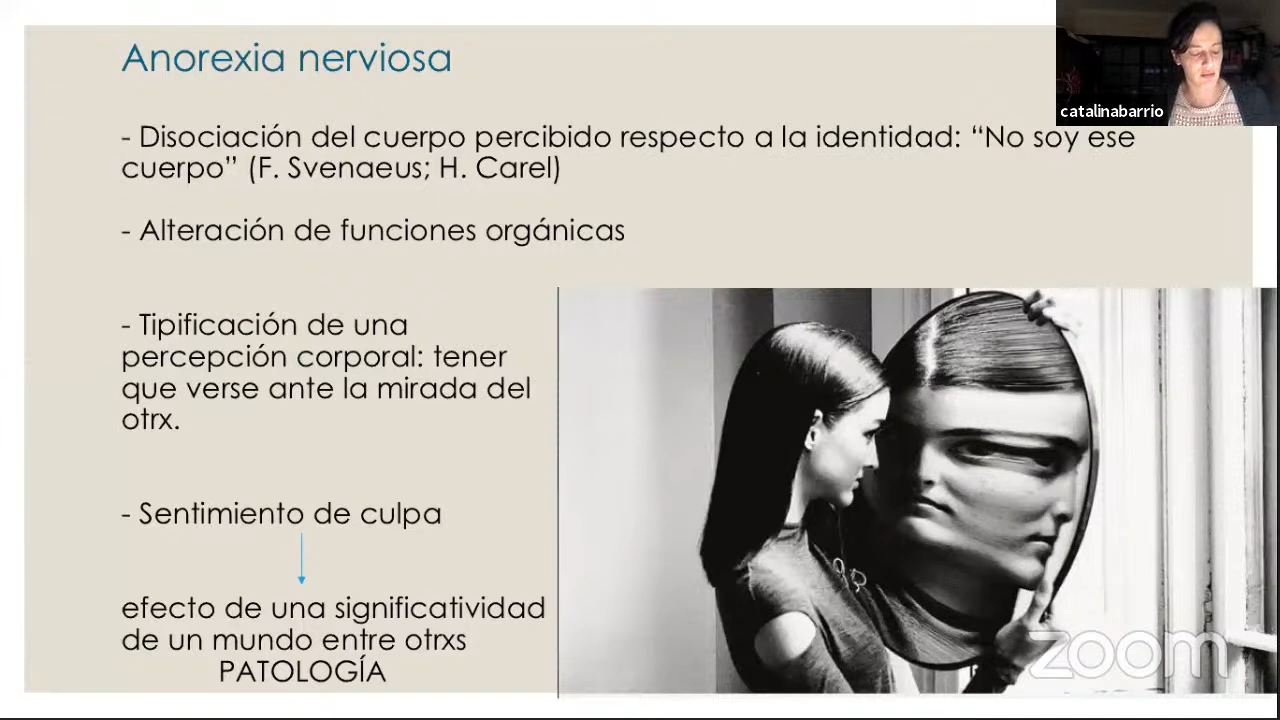 Anorexia nerviosa
catalinabarrio
- Disociación del cuerpo percibido respecto a la identidad: “No soy ese
cuerpo” (F. Svenaeus; H. Carel)
- Alteración de funciones orgánicas
- Tipificación de una
percepción corporal: tener
que verse ante la mirada del
otrx.
- Sentimiento de culpa
efecto de una significatividad
de un mundo entre otrxs
PATOLOGÍA
zoom